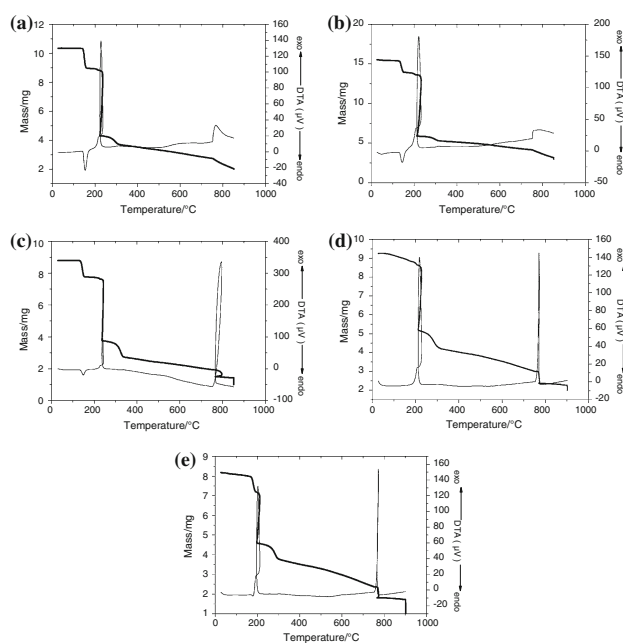 (a)
12
10
8
6
4
2
160
140
120
100
80
60
40
20
0
-20
-40
0 200 400 600 800 1000
Mass/mg
Temperature/°C
exo
DTA ( μV )
endo
(b)
20
15
10
5
0
200
150
100
50
0
-50
0 200 400 600 800 1000
Mass/mg
Temperature/°C
exo
DTA ( μV )
endo
(c)
10
8
6
4
2
0
400
300
200
100
0
-100
0 200 400 600 800 1000
Mass/mg
Temperature/°C
exo
DTA ( μV )
endo
(d)
10
9
8
7
6
5
4
3
2
160
140
120
100
80
60
40
20
0
-20
0 200 400 600 800 1000
Mass/mg
Temperature/°C
exo
DTA ( μV )
endo
(e)
9
8
7
6
5
4
3
2
1
160
140
120
100
80
60
40
20
0
-20
0 200 400 600 800 1000
Mass/mg
Temperature/°C
exo
DTA ( μV )
endo